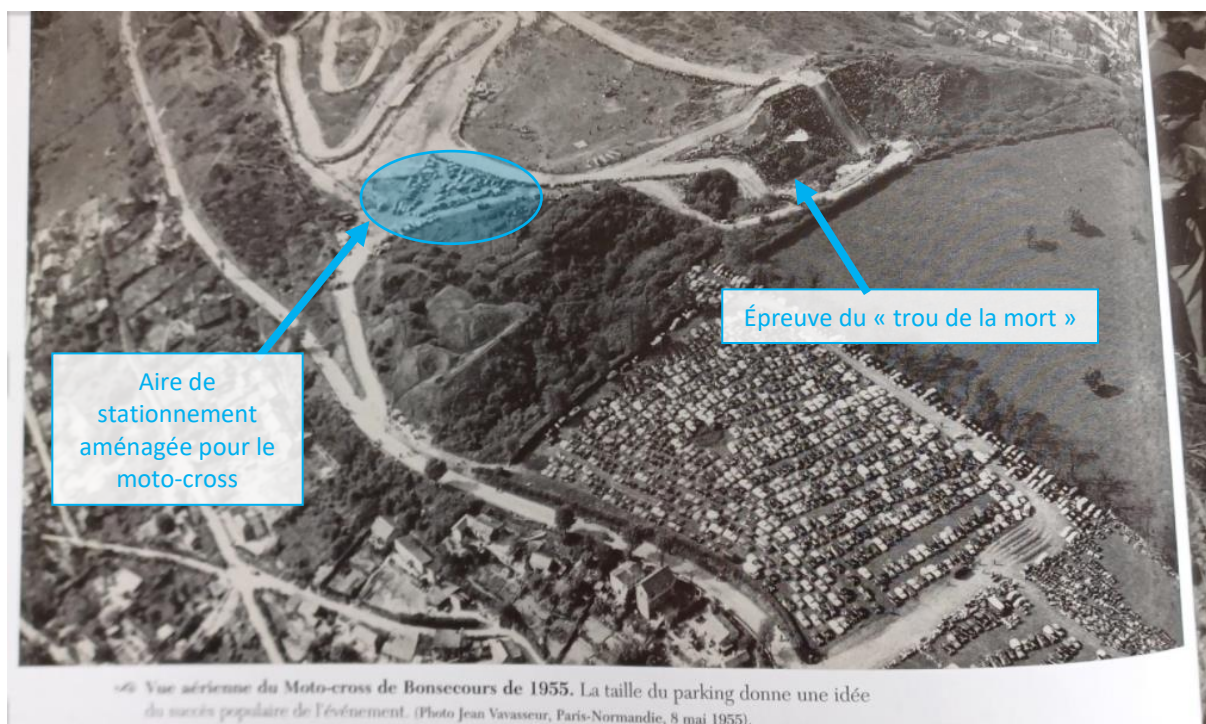 Épreuve du « trou de la mort »
Aire de
stationnement
aménagée pour le
moto-cross
Vue aérienne du Moto-cross de Bonsecours de 1955. La taille du parking donne une idée
du succès populaire de l'événement. (Photo Jean Vavasseur, Paris-Normandie, 8 mai 1955).